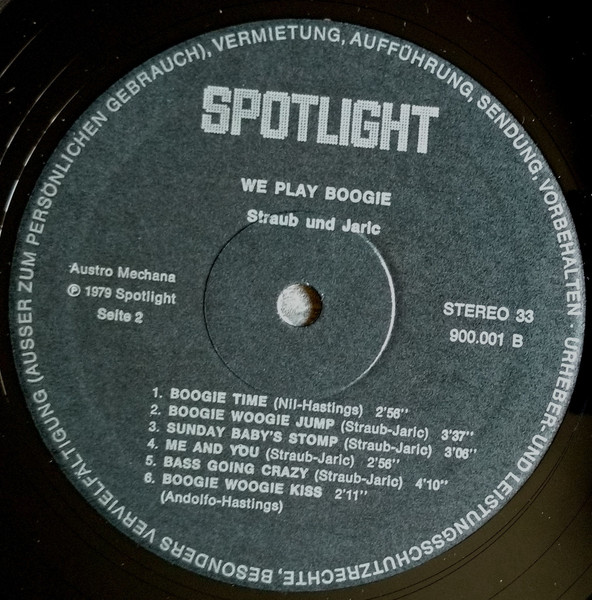 SPOTLIGHT
WE PLAY BOOGIE
Straub und Jaric
Austro Mechana
℗ 1979 Spotlight
Seite 2
STEREO 33
900.001 B
1. BOOGIE TIME (Nil-Hastings) 2'56''
2. BOOGIE WOOGIE JUMP (Straub-Jaric) 3'37''
3. SUNDAY BABY'S STOMP (Straub-Jaric) 3'06''
4. ME AND YOU (Straub-Jaric) 2'56''
5. BASS GOING CRAZY (Straub-Jaric) 4'10''
6. BOOGIE WOOGIE KISS 2'11''
(Andolfo-Hastings)
URHEBER- UND LEISTUNGSSCHUTZRECHTE, BESONDERS VERVIELFÄLTIGUNG (AUSSER ZUM PERSÖNLICHEN GEBRAUCH), VERMIETUNG, AUFFÜHRUNG, SENDUNG, VORBEHALTEN ·